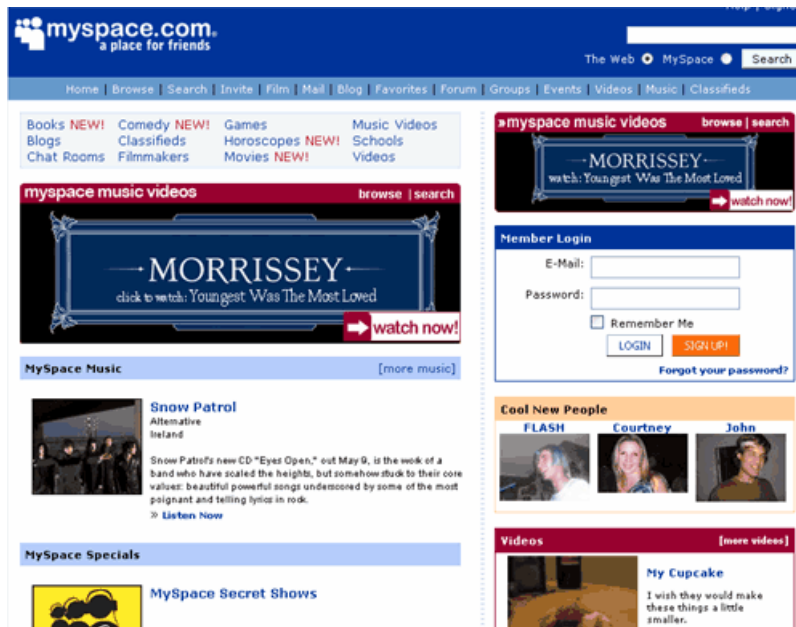 Help |
myspace.com.
a place for friends
The Web MySpace Search
Home | Browse | Search | Invite | Film | Mail | Blog | Favorites | Forum | Groups | Events | Videos | Music | Classifieds
Books NEW! Comedy NEW! Games Music Videos
Blogs Classifieds Horoscopes NEW! Schools
Chat Rooms Filmmakers Movies NEW! Videos
myspace music videos browse | search
MORRISSEY
click to watch: Youngest Was The Most Loved
watch now!
MySpace Music [more music]
Snow Patrol
Alternative
Ireland
Snow Patrol's new CD "Eyes Open," out May 9, is the work of a
band who have scaled the heights, but somehow stuck to their core
values: beautiful powerful songs underscored by some of the most
poignant and telling lyrics in rock.
» Listen Now
MySpace Specials
MySpace Secret Shows
»myspace music videos browse | search
MORRISSEY
watch: Youngest Was The Most Loved
watch now!
Member Login
E-Mail:
Password:
Remember Me
LOGIN SIGN UP!
Forgot your password?
Cool New People
FLASH Courtney John
Videos [more videos]
My Cupcake
I wish they would make
these things a little
smaller.